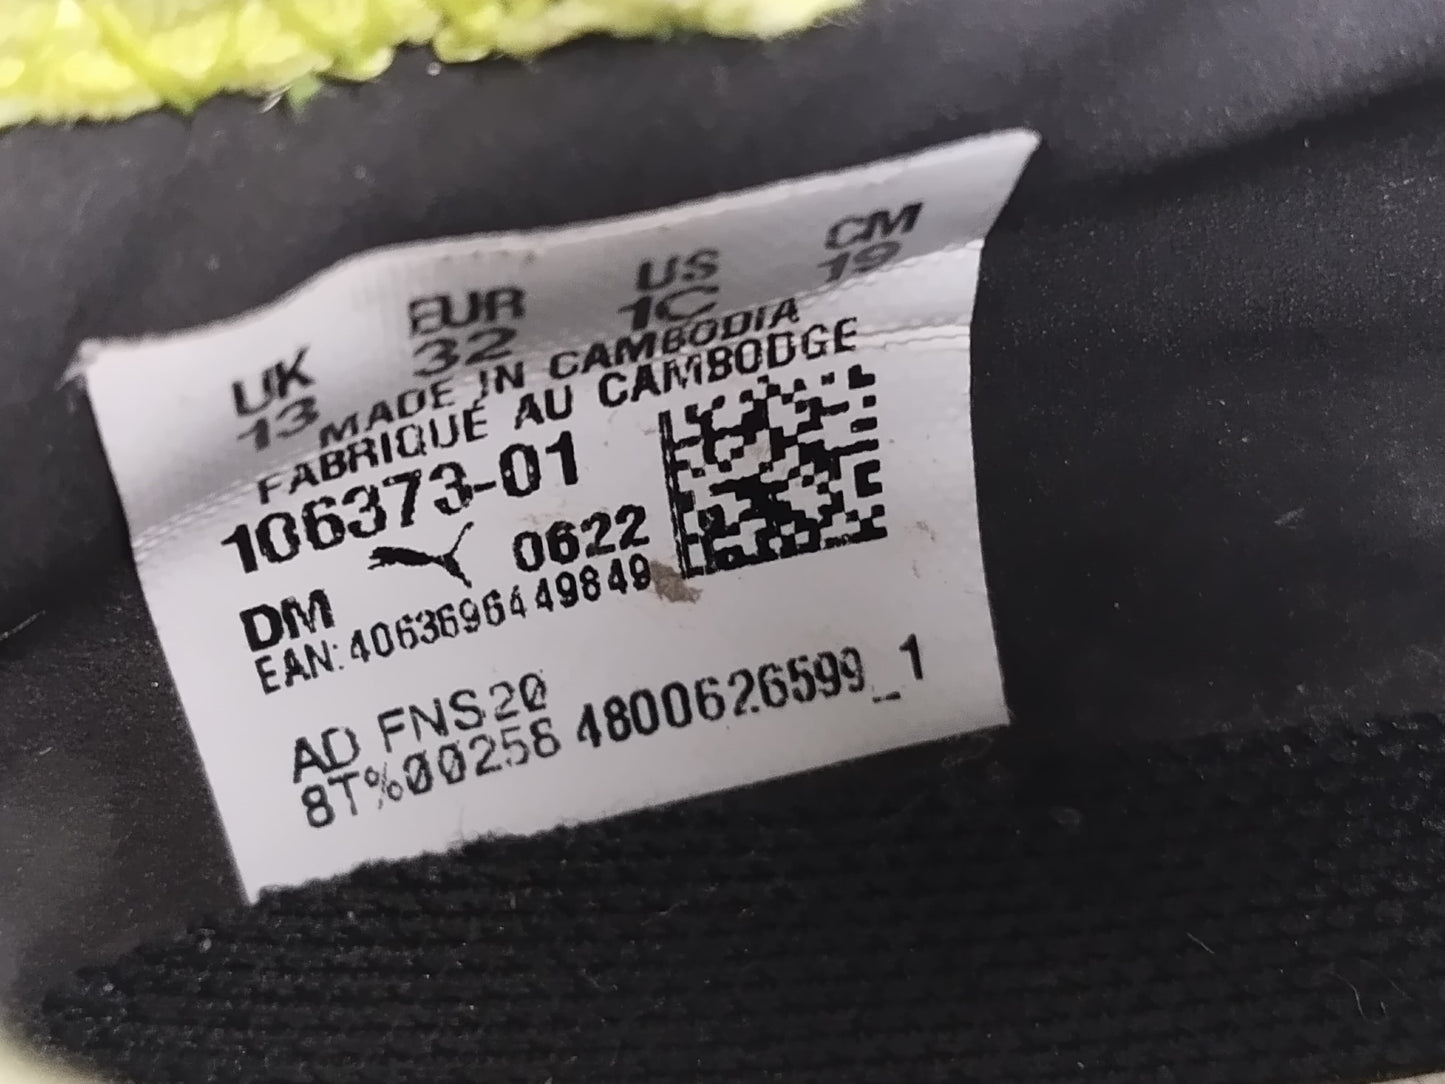 UK EUR US CM
13 32 1C 19
MADE IN CAMBODIA
FABRIQUÉ AU CAMBODGE
106373-01
DM 0622
EAN:4063696449849
AD FNS20
8T%00256 4800626599_1